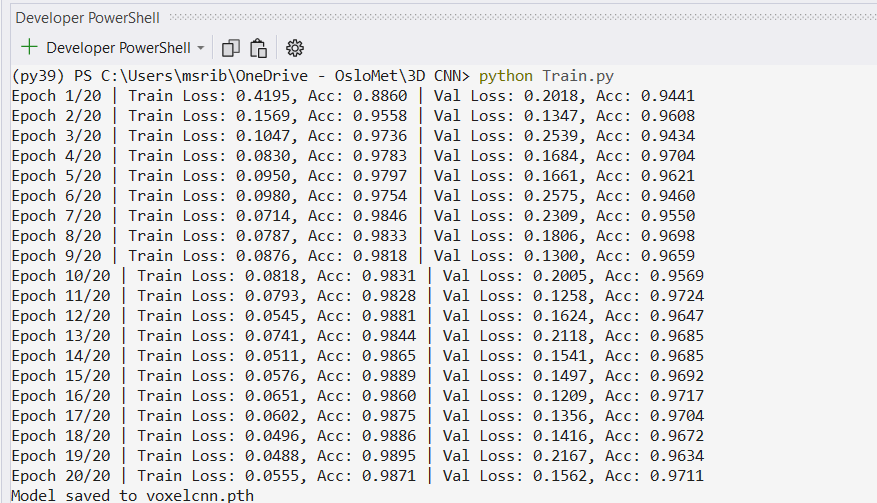 Developer PowerShell
Developer PowerShell
(py39) PS C:\Users\msrib\OneDrive - OsloMet\3D CNN> python Train.py
Epoch 1/20 | Train Loss: 0.4195, Acc: 0.8860 | Val Loss: 0.2018, Acc: 0.9441
Epoch 2/20 | Train Loss: 0.1569, Acc: 0.9558 | Val Loss: 0.1347, Acc: 0.9608
Epoch 3/20 | Train Loss: 0.1047, Acc: 0.9736 | Val Loss: 0.2539, Acc: 0.9434
Epoch 4/20 | Train Loss: 0.0830, Acc: 0.9783 | Val Loss: 0.1684, Acc: 0.9704
Epoch 5/20 | Train Loss: 0.0950, Acc: 0.9797 | Val Loss: 0.1661, Acc: 0.9621
Epoch 6/20 | Train Loss: 0.0980, Acc: 0.9754 | Val Loss: 0.2575, Acc: 0.9460
Epoch 7/20 | Train Loss: 0.0714, Acc: 0.9846 | Val Loss: 0.2309, Acc: 0.9550
Epoch 8/20 | Train Loss: 0.0787, Acc: 0.9833 | Val Loss: 0.1806, Acc: 0.9698
Epoch 9/20 | Train Loss: 0.0876, Acc: 0.9818 | Val Loss: 0.1300, Acc: 0.9659
Epoch 10/20 | Train Loss: 0.0818, Acc: 0.9831 | Val Loss: 0.2005, Acc: 0.9569
Epoch 11/20 | Train Loss: 0.0793, Acc: 0.9828 | Val Loss: 0.1258, Acc: 0.9724
Epoch 12/20 | Train Loss: 0.0545, Acc: 0.9881 | Val Loss: 0.1624, Acc: 0.9647
Epoch 13/20 | Train Loss: 0.0741, Acc: 0.9844 | Val Loss: 0.2118, Acc: 0.9685
Epoch 14/20 | Train Loss: 0.0511, Acc: 0.9865 | Val Loss: 0.1541, Acc: 0.9685
Epoch 15/20 | Train Loss: 0.0576, Acc: 0.9889 | Val Loss: 0.1497, Acc: 0.9692
Epoch 16/20 | Train Loss: 0.0651, Acc: 0.9860 | Val Loss: 0.1209, Acc: 0.9717
Epoch 17/20 | Train Loss: 0.0602, Acc: 0.9875 | Val Loss: 0.1356, Acc: 0.9704
Epoch 18/20 | Train Loss: 0.0496, Acc: 0.9886 | Val Loss: 0.1416, Acc: 0.9672
Epoch 19/20 | Train Loss: 0.0488, Acc: 0.9895 | Val Loss: 0.2167, Acc: 0.9634
Epoch 20/20 | Train Loss: 0.0555, Acc: 0.9871 | Val Loss: 0.1562, Acc: 0.9711
Model saved to voxelcnn.pth